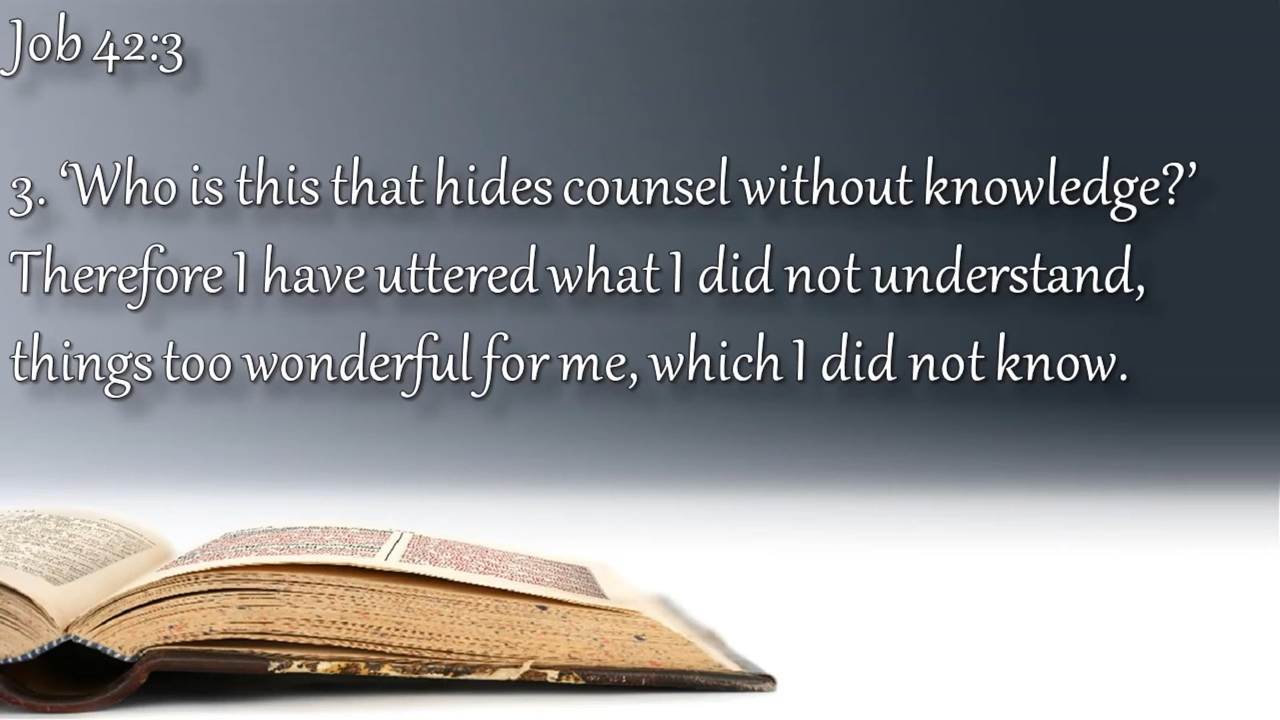 Job 42:3
3. ‘Who is this that hides counsel without knowledge?’
Therefore I have uttered what I did not understand,
things too wonderful for me, which I did not know.